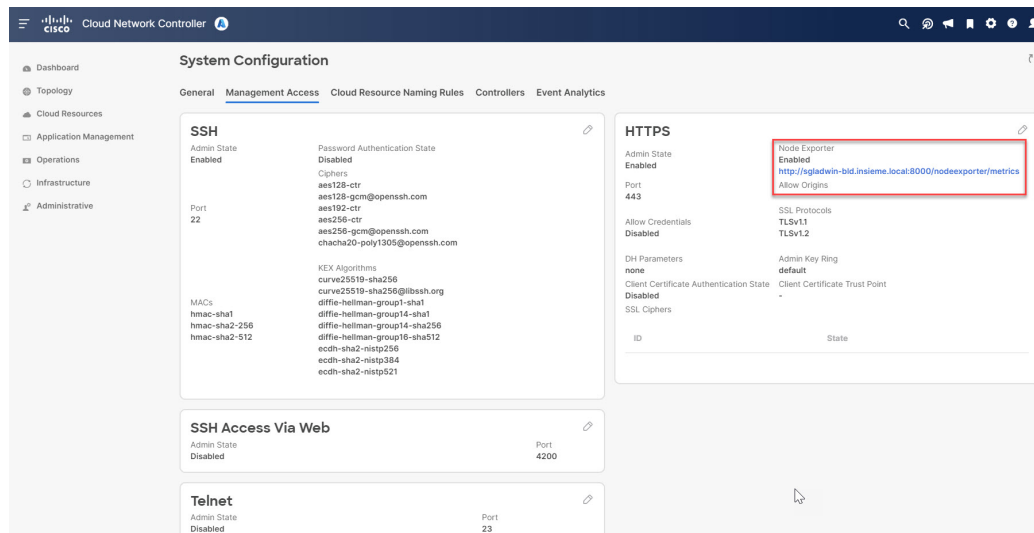 cisco Cloud Network Controller
Dashboard
Topology
Cloud Resources
Application Management
Operations
Infrastructure
Administrative
System Configuration
General Management Access Cloud Resource Naming Rules Controllers Event Analytics
SSH
Admin State
Enabled
Password Authentication State
Disabled
Ciphers
aes128-ctr
aes128-gcm@openssh.com
aes192-ctr
aes256-ctr
aes256-gcm@openssh.com
chacha20-poly1305@openssh.com
Port
22
KEX Algorithms
curve25519-sha256
curve25519-sha256@libssh.org
diffie-hellman-group1-sha1
diffie-hellman-group14-sha1
diffie-hellman-group14-sha256
diffie-hellman-group16-sha512
ecdh-sha2-nistp256
ecdh-sha2-nistp384
ecdh-sha2-nistp521
MACs
hmac-sha1
hmac-sha2-256
hmac-sha2-512
SSH Access Via Web
Admin State
Disabled
Port
4200
Telnet
Admin State
Disabled
Port
23
HTTPS
Admin State
Enabled
Node Exporter
Enabled
http://sgladwin-bld.insieme.local:8000/nodeexporter/metrics
Port
443
Allow Origins
Allow Credentials
Disabled
SSL Protocols
TLSv1.1
TLSv1.2
DH Parameters
none
Admin Key Ring
default
Client Certificate Authentication State
Disabled
Client Certificate Trust Point
-
SSL Ciphers
ID State